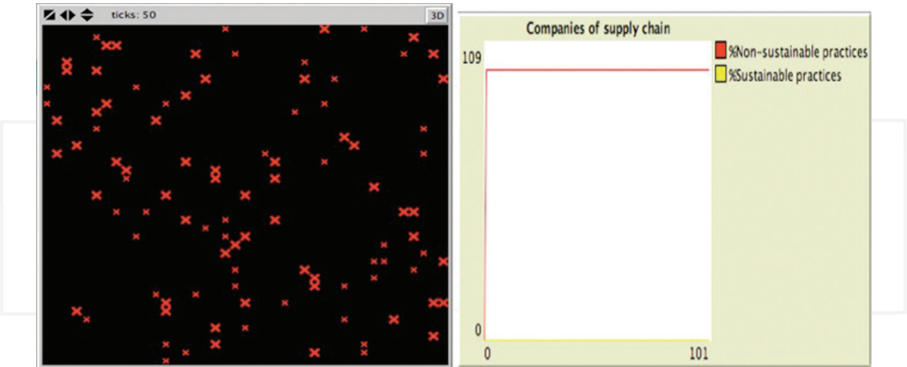 ticks: 50
3D
Companies of supply chain
109
0
0
101
%Non-sustainable practices
%Sustainable practices